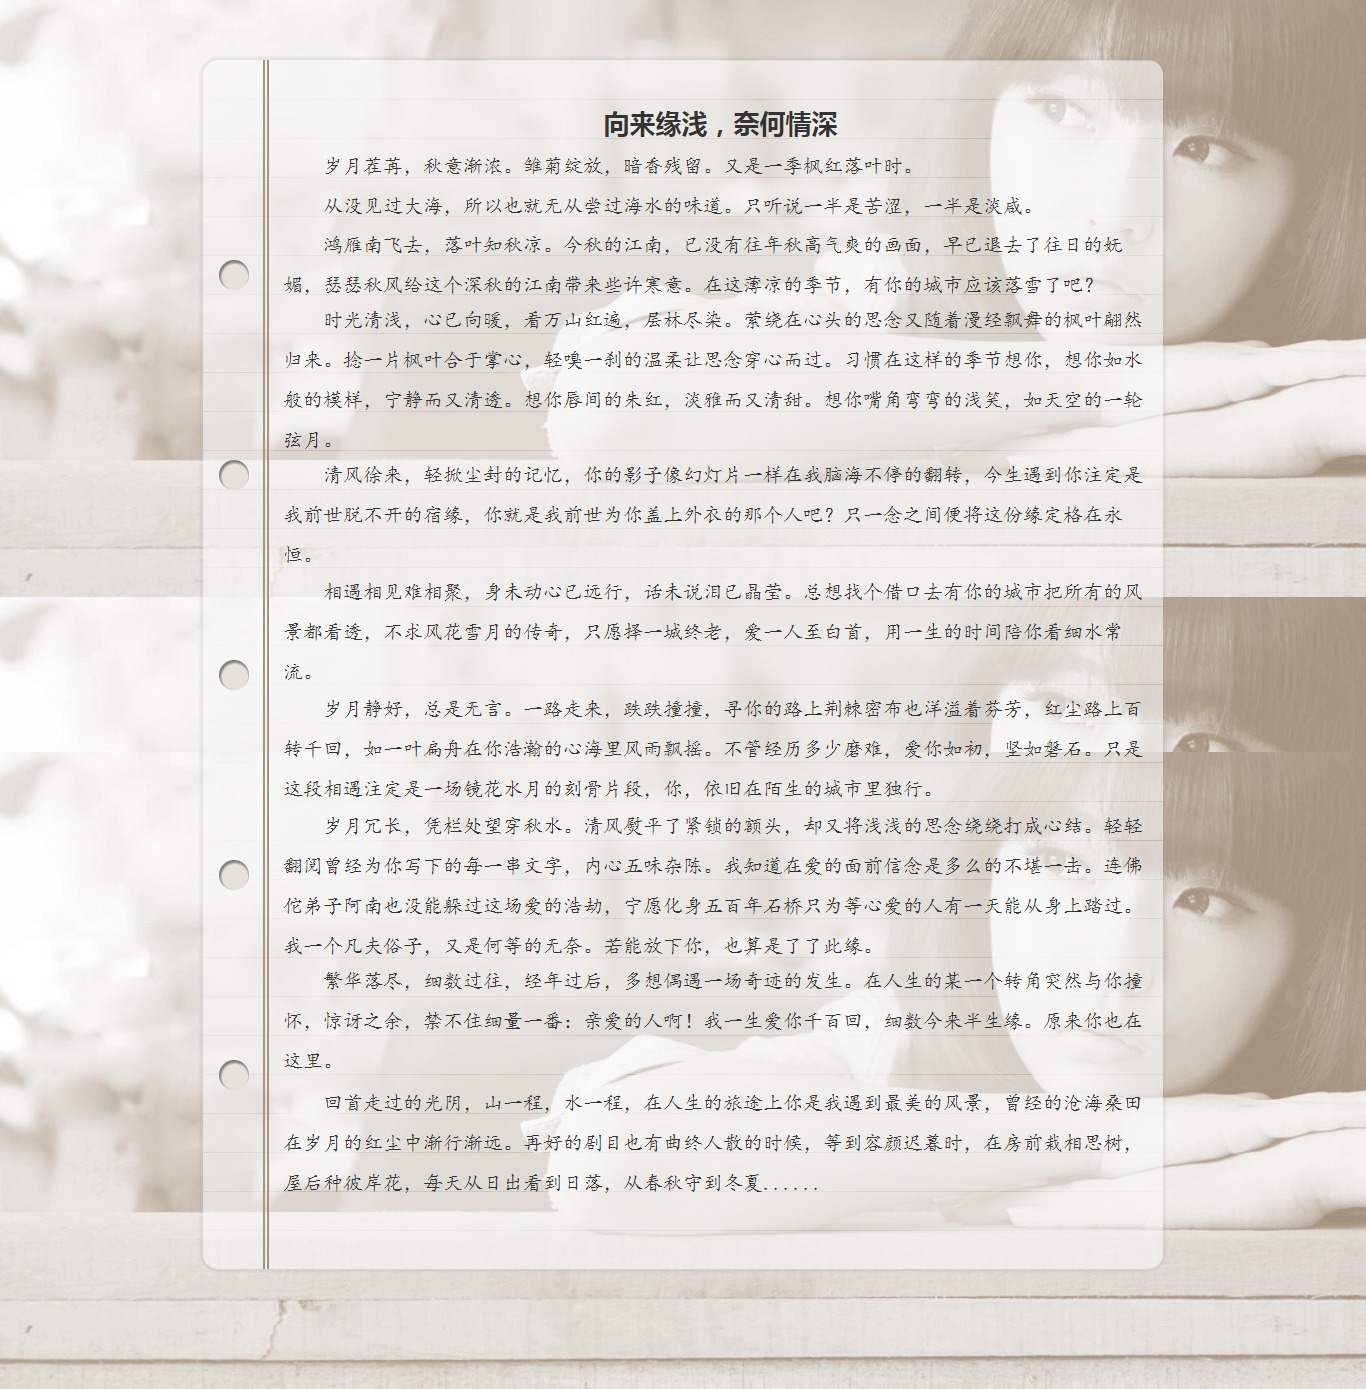 向来缘浅，奈何情深
岁月荏苒，秋意渐浓。雏菊绽放，暗香残留。又是一季枫红落叶时。
从没见过大海，所以也就无从尝过海水的味道。只听说一半是苦涩，一半是淡咸。
鸿雁南飞去，落叶知秋凉。今秋的江南，已没有往年秋高气爽的画面，早已退去了往日的妩
媚，瑟瑟秋风给这个深秋的江南带来些许寒意。在这薄凉的季节，有你的城市应该落雪了吧？
时光清浅，心已向暖，看万山红遍，层林尽染。萦绕在心头的思念又随着漫经飘舞的枫叶翩然
归来。捻一片枫叶合于掌心，轻嗅一刹的温柔让思念穿心而过。习惯在这样的季节想你，想你如水
般的模样，宁静而又清透。想你唇间的朱红，淡雅而又清甜。想你嘴角弯弯的浅笑，如天空的一轮
弦月。
清风徐来，轻掀尘封的记忆，你的影子像幻灯片一样在我脑海不停的翻转，今生遇到你注定是
我前世脱不开的宿缘，你就是我前世为你盖上外衣的那个人吧？只一念之间便将这份缘定格在永
恒。
相遇相见难相聚，身未动心已远行，话未说泪已晶莹。总想找个借口去有你的城市把所有的风
景都看透，不求风花雪月的传奇，只愿择一城终老，爱一人至白首，用一生的时间陪你看细水常
流。
岁月静好，总是无言。一路走来，跌跌撞撞，寻你的路上荆棘密布也洋溢着芬芳，红尘路上百
转千回，如一叶扁舟在你浩瀚的心海里风雨飘摇。不管经历多少磨难，爱你如初，坚如磐石。只是
这段相遇注定是一场镜花水月的刻骨片段，你，依旧在陌生的城市里独行。
岁月冗长，凭栏处望穿秋水。清风熨平了紧锁的额头，却又将浅浅的思念绕绕打成心结。轻轻
翻阅曾经为你写下的每一串文字，内心五味杂陈。我知道在爱的面前信念是多么的不堪一击。连佛
佗弟子阿南也没能躲过这场爱的浩劫，宁愿化身五百年石桥只为等心爱的人有一天能从身上踏过。
我一个凡夫俗子，又是何等的无奈。若能放下你，也算是了了此缘。
繁华落尽，细数过往，经年过后，多想偶遇一场奇迹的发生。在人生的某一个转角突然与你撞
怀，惊讶之余，禁不住细量一番：亲爱的人啊！我一生爱你千百回，细数今来半生缘。原来你也在
这里。
回首走过的光阴，山一程，水一程，在人生的旅途上你是我遇到最美的风景，曾经的沧海桑田
在岁月的红尘中渐行渐远。再好的剧目也有曲终人散的时候，等到容颜迟暮时，在房前栽相思树，
屋后种彼岸花，每天从日出看到日落，从春秋守到冬夏......